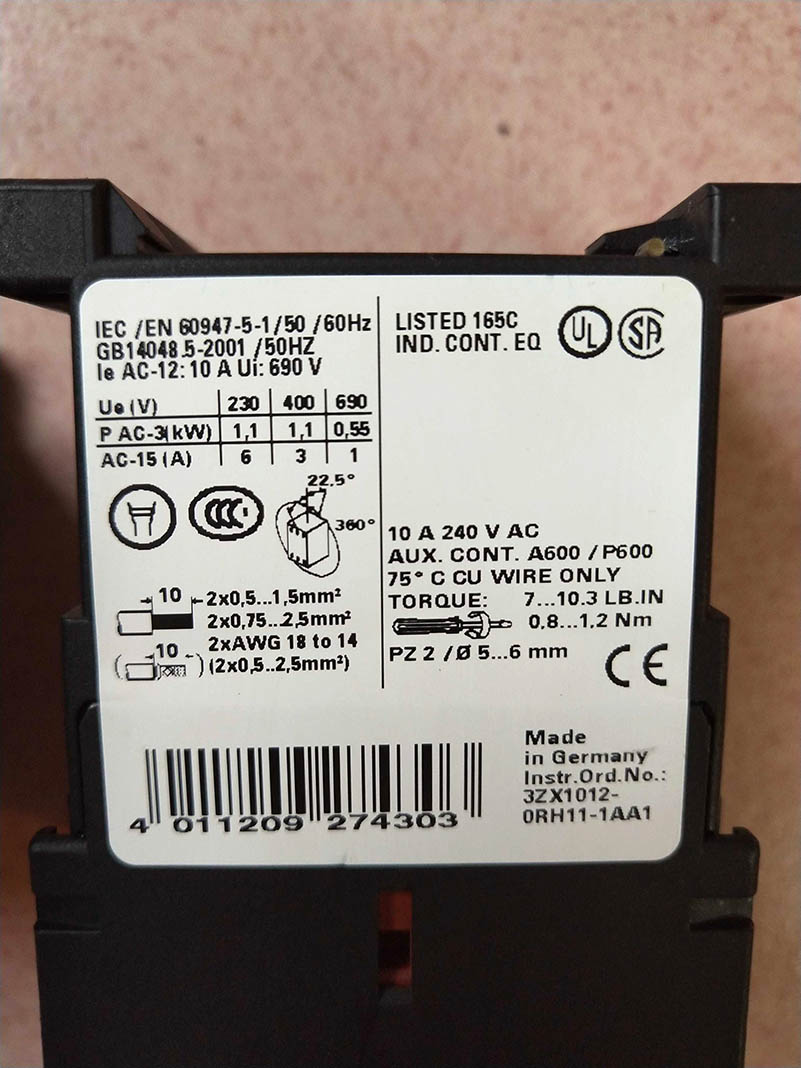 IEC /EN 60947-5-1/50 /60Hz
GB14048.5-2001 /50HZ
Ie AC-12: 10 A Ui: 690 V
Ue (V) 230 400 690
P AC-3(kW) 1,1 1,1 0,55
AC-15 (A) 6 3 1
CCC
22.5°
360°
10
2x0,5...1,5mm²
2x0,75...2,5mm²
2xAWG 18 to 14
( 10 ) (2x0,5..2,5mm²)
LISTED 165C
IND. CONT. EQ
UL
SA
10 A 240 V AC
AUX. CONT. A600 /P600
75° C CU WIRE ONLY
TORQUE: 7...10.3 LB.IN
0,8...1,2 Nm
PZ 2 /Ø 5...6 mm
CE
4 011209 274303
Made
in Germany
Instr.Ord.No.:
3ZX1012-
0RH11-1AA1